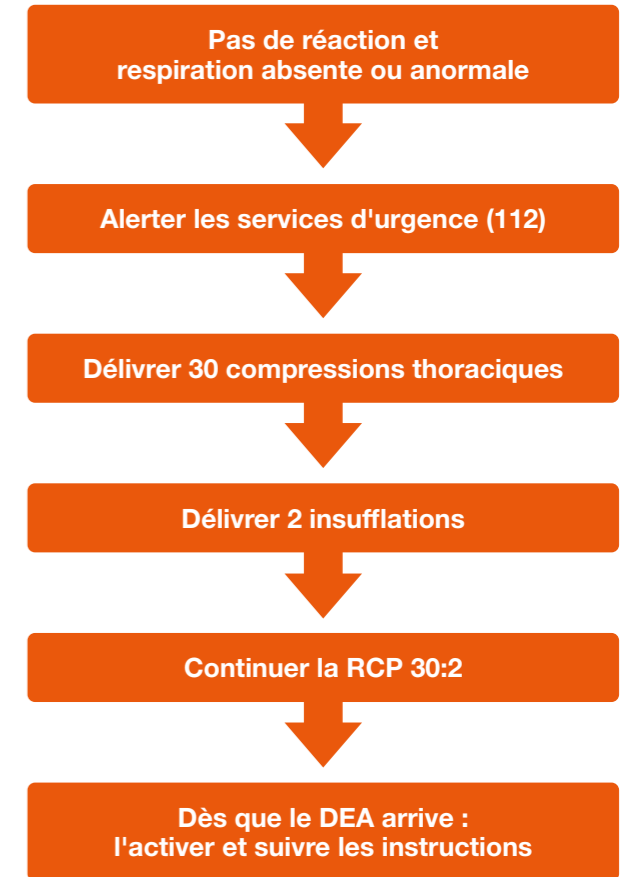 Pas de réaction et
respiration absente ou anormale
Alerter les services d'urgence (112)
Délivrer 30 compressions thoraciques
Délivrer 2 insufflations
Continuer la RCP 30:2
Dès que le DEA arrive :
l'activer et suivre les instructions